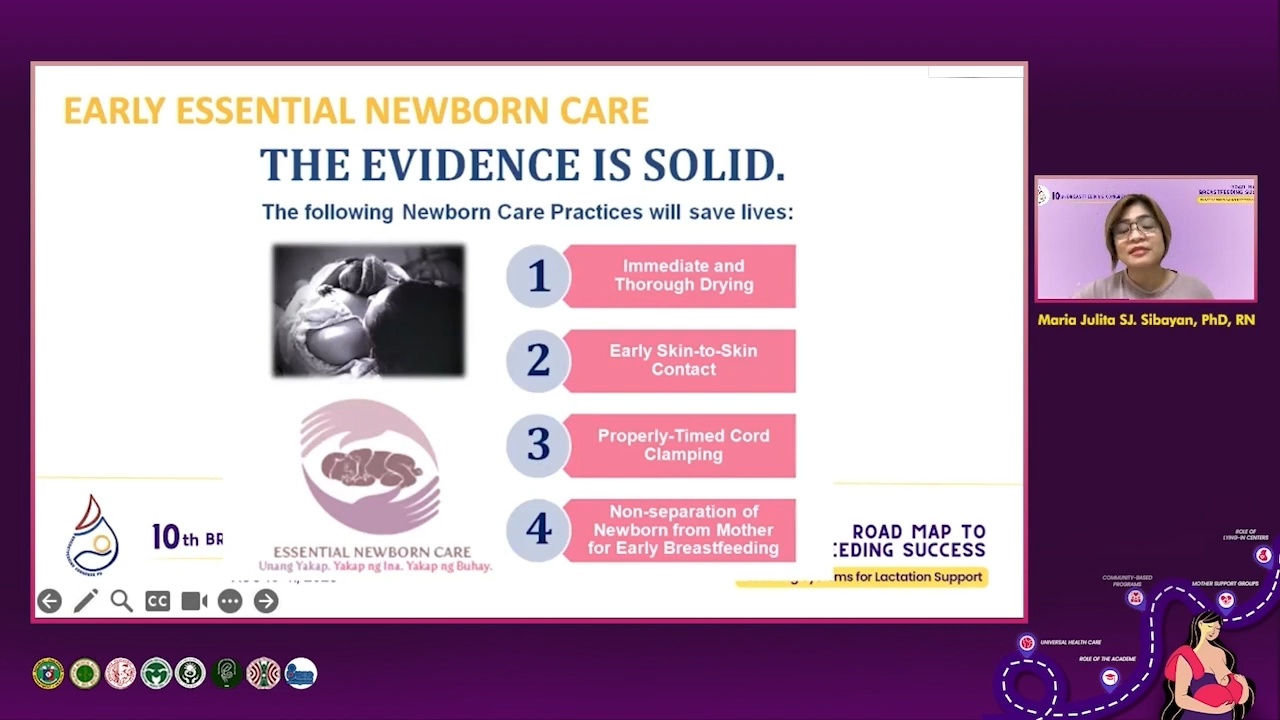 EARLY ESSENTIAL NEWBORN CARE
THE EVIDENCE IS SOLID.
The following Newborn Care Practices will save lives:
1
Immediate and
Thorough Drying
2
Early Skin-to-Skin
Contact
3
Properly-Timed Cord
Clamping
4
Non-separation of
Newborn from Mother
for Early Breastfeeding
ESSENTIAL NEWBORN CARE
Unang Yakap. Yakap ng Ina. Yakap ng Buhay.
10th BR
ROAD MAP TO
EEDING SUCCESS
ms for Lactation Support
CC
Maria Julita SJ. Sibayan, PhD, RN
ROLE OF
LYING-IN CENTERS
COMMUNITY-BASED
PROGRAMS
MOTHER SUPPORT GROUPS
UNIVERSAL HEALTH CARE
ROLE OF THE ACADEME